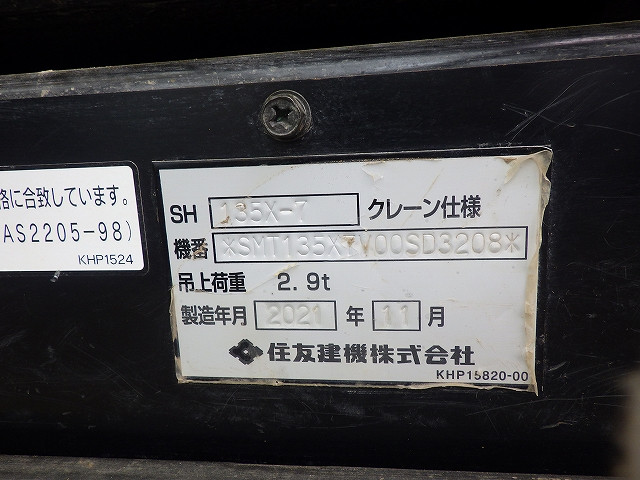 格に合致しています。
AS2205-98)
KHP1524
SH 135X-7 クレーン仕様
機番 *SMT135X7V00SD3208*
吊上荷重 2.9t
製造年月 2021 年 11 月
住友建機株式会社
KHP15820-00